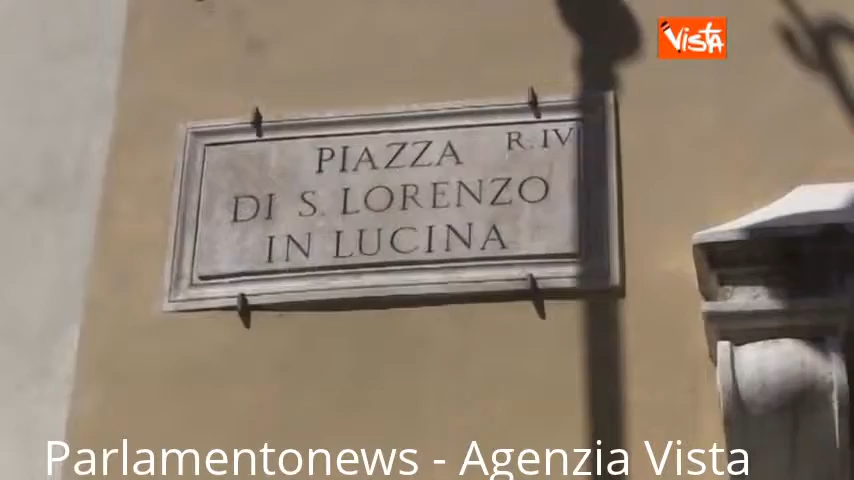 VISTA
R. IV
PIAZZA
DI S. LORENZO
IN LUCINA
Parlamentonews - Agenzia Vista